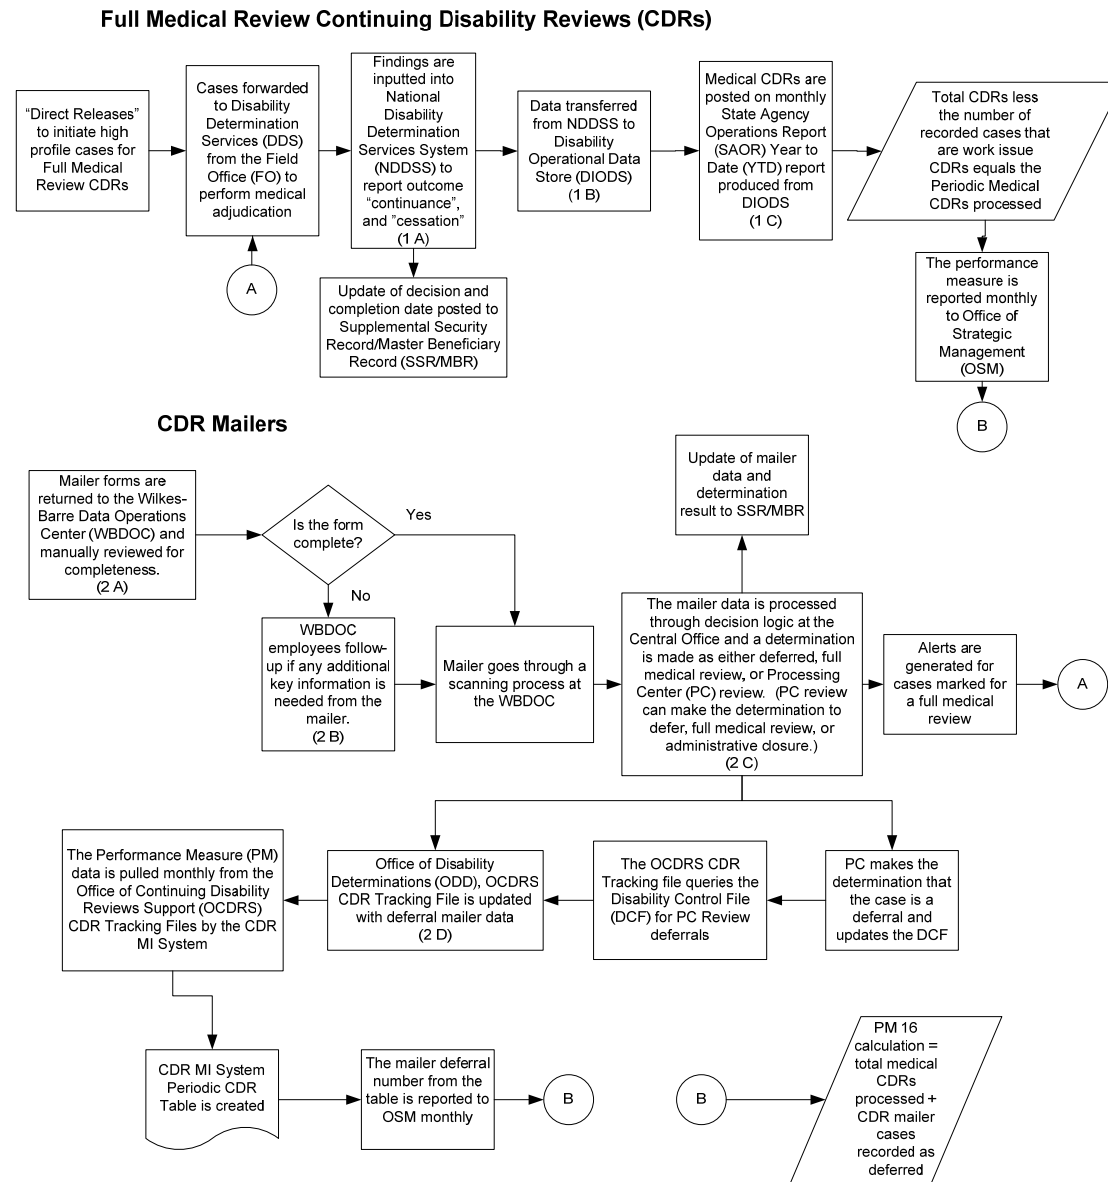 Full Medical Review Continuing Disability Reviews (CDRs)
“Direct Releases”
to initiate high
profile cases for
Full Medical
Review CDRs
Cases forwarded
to Disability
Determination
Services (DDS)
from the Field
Office (FO) to
perform medical
adjudication
A
Findings are
inputted into
National
Disability
Determination
Services System
(NDDSS) to
report outcome
“continuance”,
and ”cessation”
(1 A)
Update of decision and
completion date posted to
Supplemental Security
Record/Master Beneficiary
Record (SSR/MBR)
Data transferred
from NDDSS to
Disability
Operational Data
Store (DIODS)
(1 B)
Medical CDRs are
posted on monthly
State Agency
Operations Report
(SAOR) Year to
Date (YTD) report
produced from
DIODS
(1 C)
Total CDRs less
the number of
recorded cases that
are work issue
CDRs equals the
Periodic Medical
CDRs processed
The performance
measure is
reported monthly
to Office of
Strategic
Management
(OSM)
B
CDR Mailers
Mailer forms are
returned to the Wilkes-
Barre Data Operations
Center (WBDOC) and
manually reviewed for
completeness.
(2 A)
Is the form
complete?
Yes
No
WBDOC
employees follow-
up if any additional
key information is
needed from the
mailer.
(2 B)
Mailer goes through a
scanning process at
the WBDOC
Update of mailer
data and
determination
result to SSR/MBR
The mailer data is processed
through decision logic at the
Central Office and a determination
is made as either deferred, full
medical review, or Processing
Center (PC) review.  (PC review
can make the determination to
defer, full medical review, or
administrative closure.)
(2 C)
Alerts are
generated for
cases marked for
a full medical
review
A
The Performance Measure (PM)
data is pulled monthly from the
Office of Continuing Disability
Reviews Support (OCDRS)
CDR Tracking Files by the CDR
MI System
Office of Disability
Determinations (ODD), OCDRS
CDR Tracking File is updated
with deferral mailer data
(2 D)
The OCDRS CDR
Tracking file queries the
Disability Control File
(DCF) for PC Review
deferrals
PC makes the
determination that
the case is a
deferral and
updates the DCF
CDR MI System
Periodic CDR
Table is created
The mailer deferral
number from the
table is reported to
OSM monthly
B
B
PM 16
calculation =
total medical
CDRs
processed +
CDR mailer
cases
recorded as
deferred